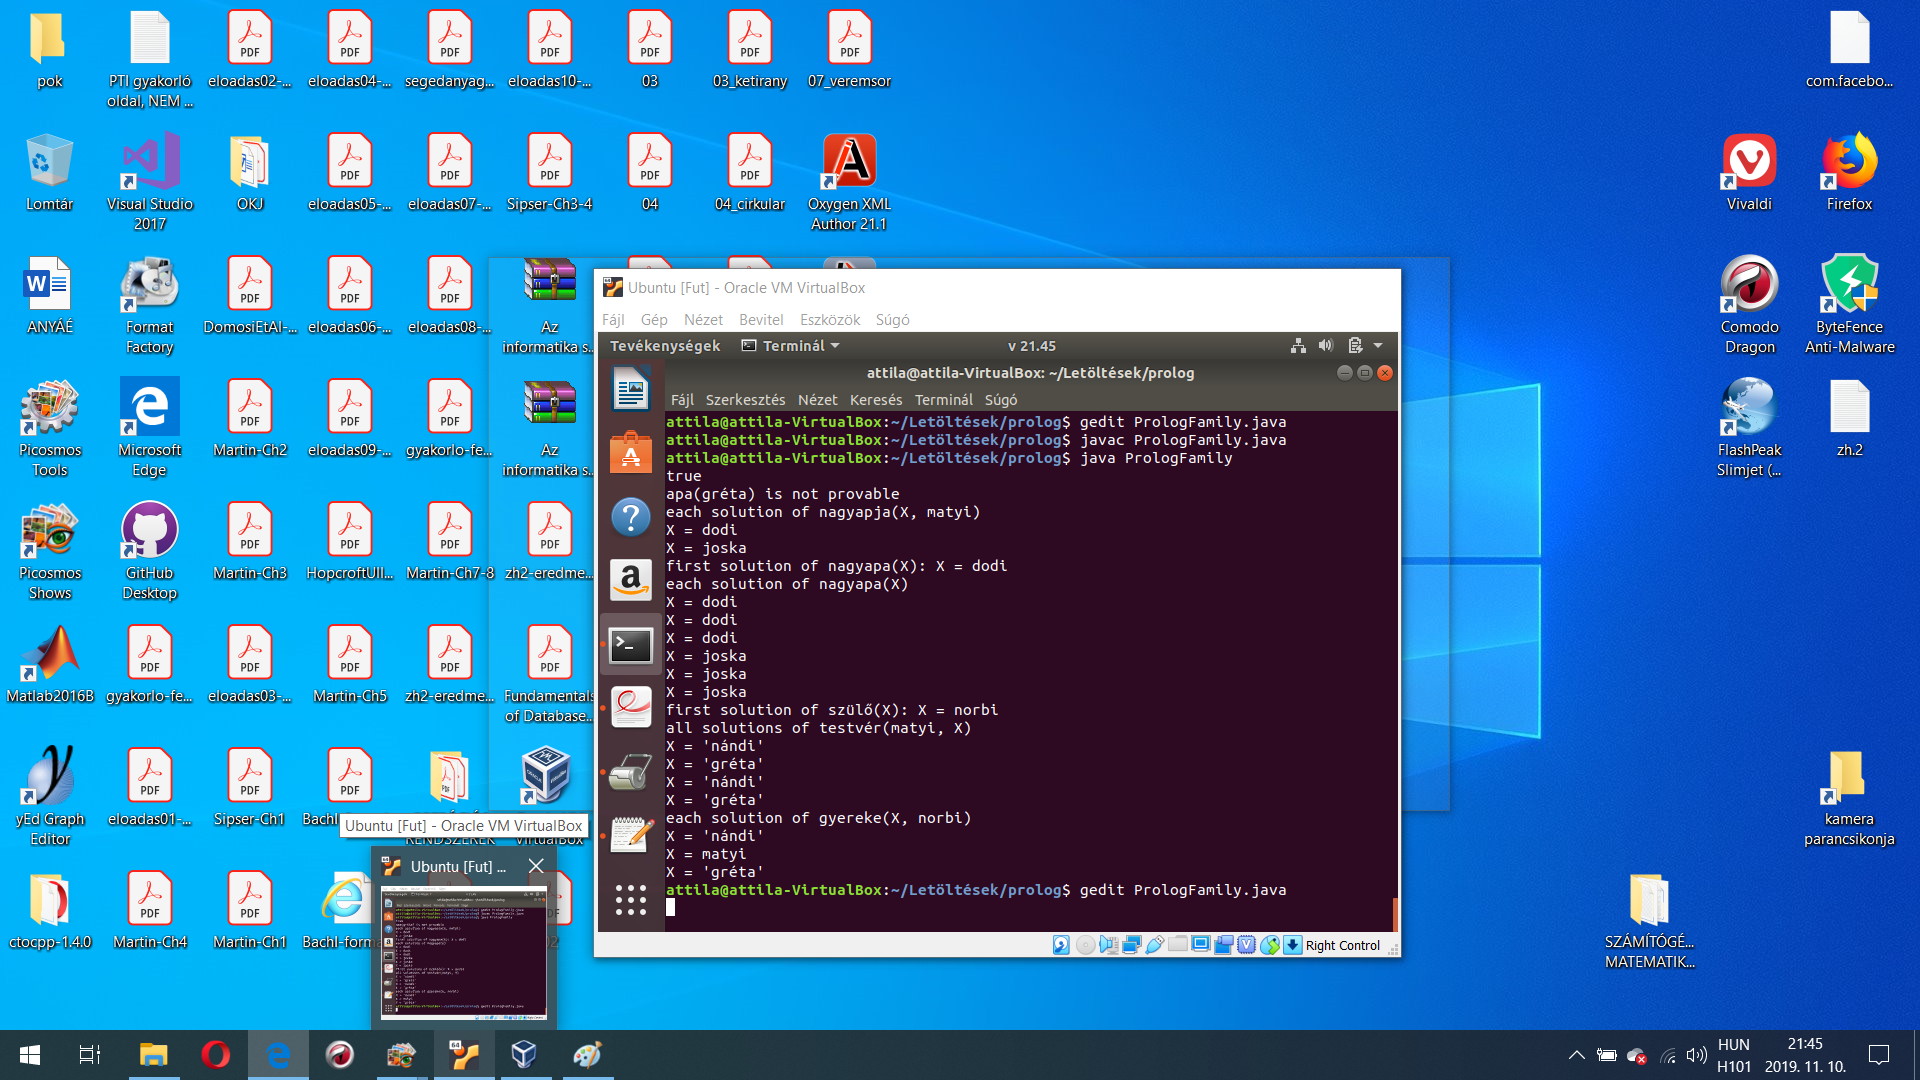 pok
PTI gyakorló
oldal, NEM ...
eloadas02-...
eloadas04-...
segedanyag...
eloadas10-...
03
03_ketirany
07_veremsor
com.facebo...
Lomtár
Visual Studio
2017
OKJ
eloadas05-...
eloadas07-...
Sipser-Ch3-4
04
04_cirkular
Oxygen XML
Author 21.1
Vivaldi
Firefox
ANYÁÉ
Format
Factory
DomosiEtAl-...
eloadas06-...
eloadas08-...
Az
informatika s...
Comodo
Dragon
ByteFence
Anti-Malware
Picosmos
Tools
Microsoft
Edge
Martin-Ch2
eloadas09-...
gyakorlo-fe...
Az
informatika s...
FlashPeak
Slimjet (...
zh.2
Picosmos
Shows
GitHub
Desktop
Martin-Ch3
HopcroftUll...
Martin-Ch7-8
zh2-eredme...
Matlab2016B
gyakorlo-fe...
eloadas03-...
Martin-Ch5
zh2-eredme...
Fundamentals
of Database...
yEd Graph
Editor
eloadas01-...
Sipser-Ch1
VirtualBox
kamera
parancsikonja
ctocpp-1.4.0
Martin-Ch4
Martin-Ch1
Bachl-form
SZÁMÍTÓGÉ...
MATEMATIK...
Ubuntu [Fut] - Oracle VM VirtualBox
Fájl Gép Nézet Bevitel Eszközök Súgó
Tevékenységek Terminál v 21.45
attila@attila-VirtualBox: ~/Letöltések/prolog
Fájl Szerkesztés Nézet Keresés Terminál Súgó
attila@attila-VirtualBox:~/Letöltések/prolog$ gedit PrologFamily.java
attila@attila-VirtualBox:~/Letöltések/prolog$ javac PrologFamily.java
attila@attila-VirtualBox:~/Letöltések/prolog$ java PrologFamily
true
apa(gréta) is not provable
each solution of nagyapja(X, matyi)
X = dodi
X = joska
first solution of nagyapa(X): X = dodi
each solution of nagyapa(X)
X = dodi
X = dodi
X = dodi
X = joska
X = joska
X = joska
first solution of szülő(X): X = norbi
all solutions of testvér(matyi, X)
X = 'nándi'
X = 'gréta'
X = 'nándi'
X = 'gréta'
each solution of gyereke(X, norbi)
X = 'nándi'
X = matyi
X = 'gréta'
attila@attila-VirtualBox:~/Letöltések/prolog$ gedit PrologFamily.java
Right Control
Ubuntu [Fut] - Oracle VM VirtualBox
Ubuntu [Fut] ...
HUN
H101
21:45
2019. 11. 10.